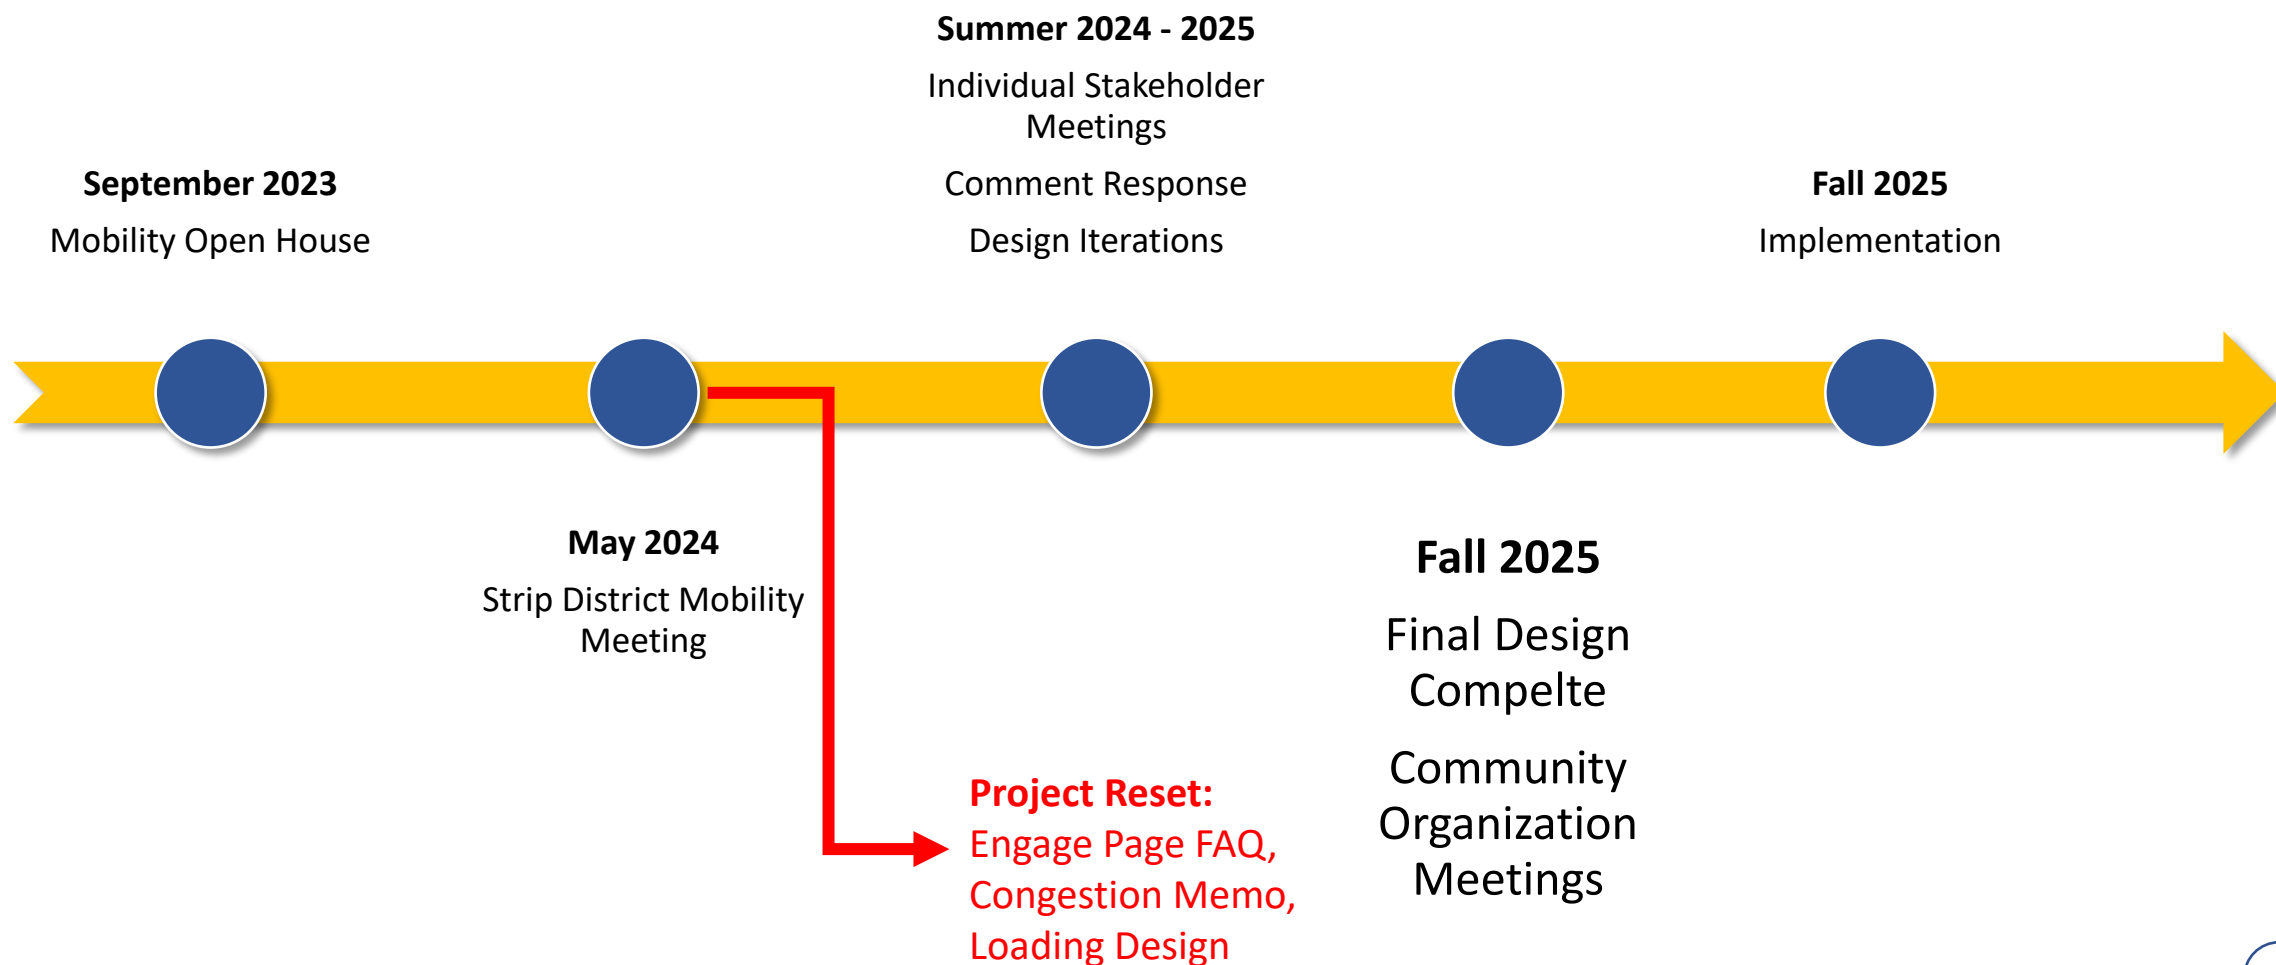 September 2023
Mobility Open House
May 2024
Strip District Mobility
Meeting
Project Reset:
Engage Page FAQ,
Congestion Memo,
Loading Design
Summer 2024 - 2025
Individual Stakeholder
Meetings
Comment Response
Design Iterations
Fall 2025
Final Design
Compelte
Community
Organization
Meetings
Fall 2025
Implementation